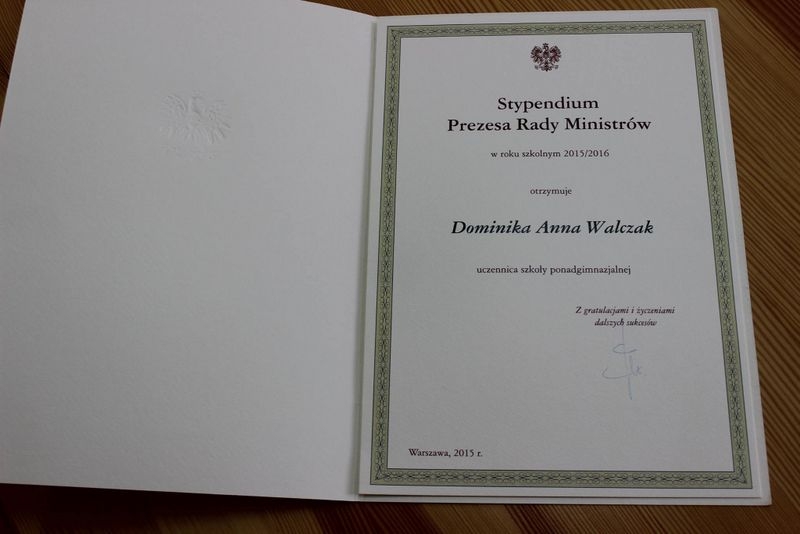 Stypendium
Prezesa Rady Ministrów
w roku szkolnym 2015/2016
otrzymuje
Dominika Anna Walczak
uczennica szkoły ponadgimnazjalnej
Z gratulacjami i życzeniami
dalszych sukcesów
Warszawa, 2015 r.